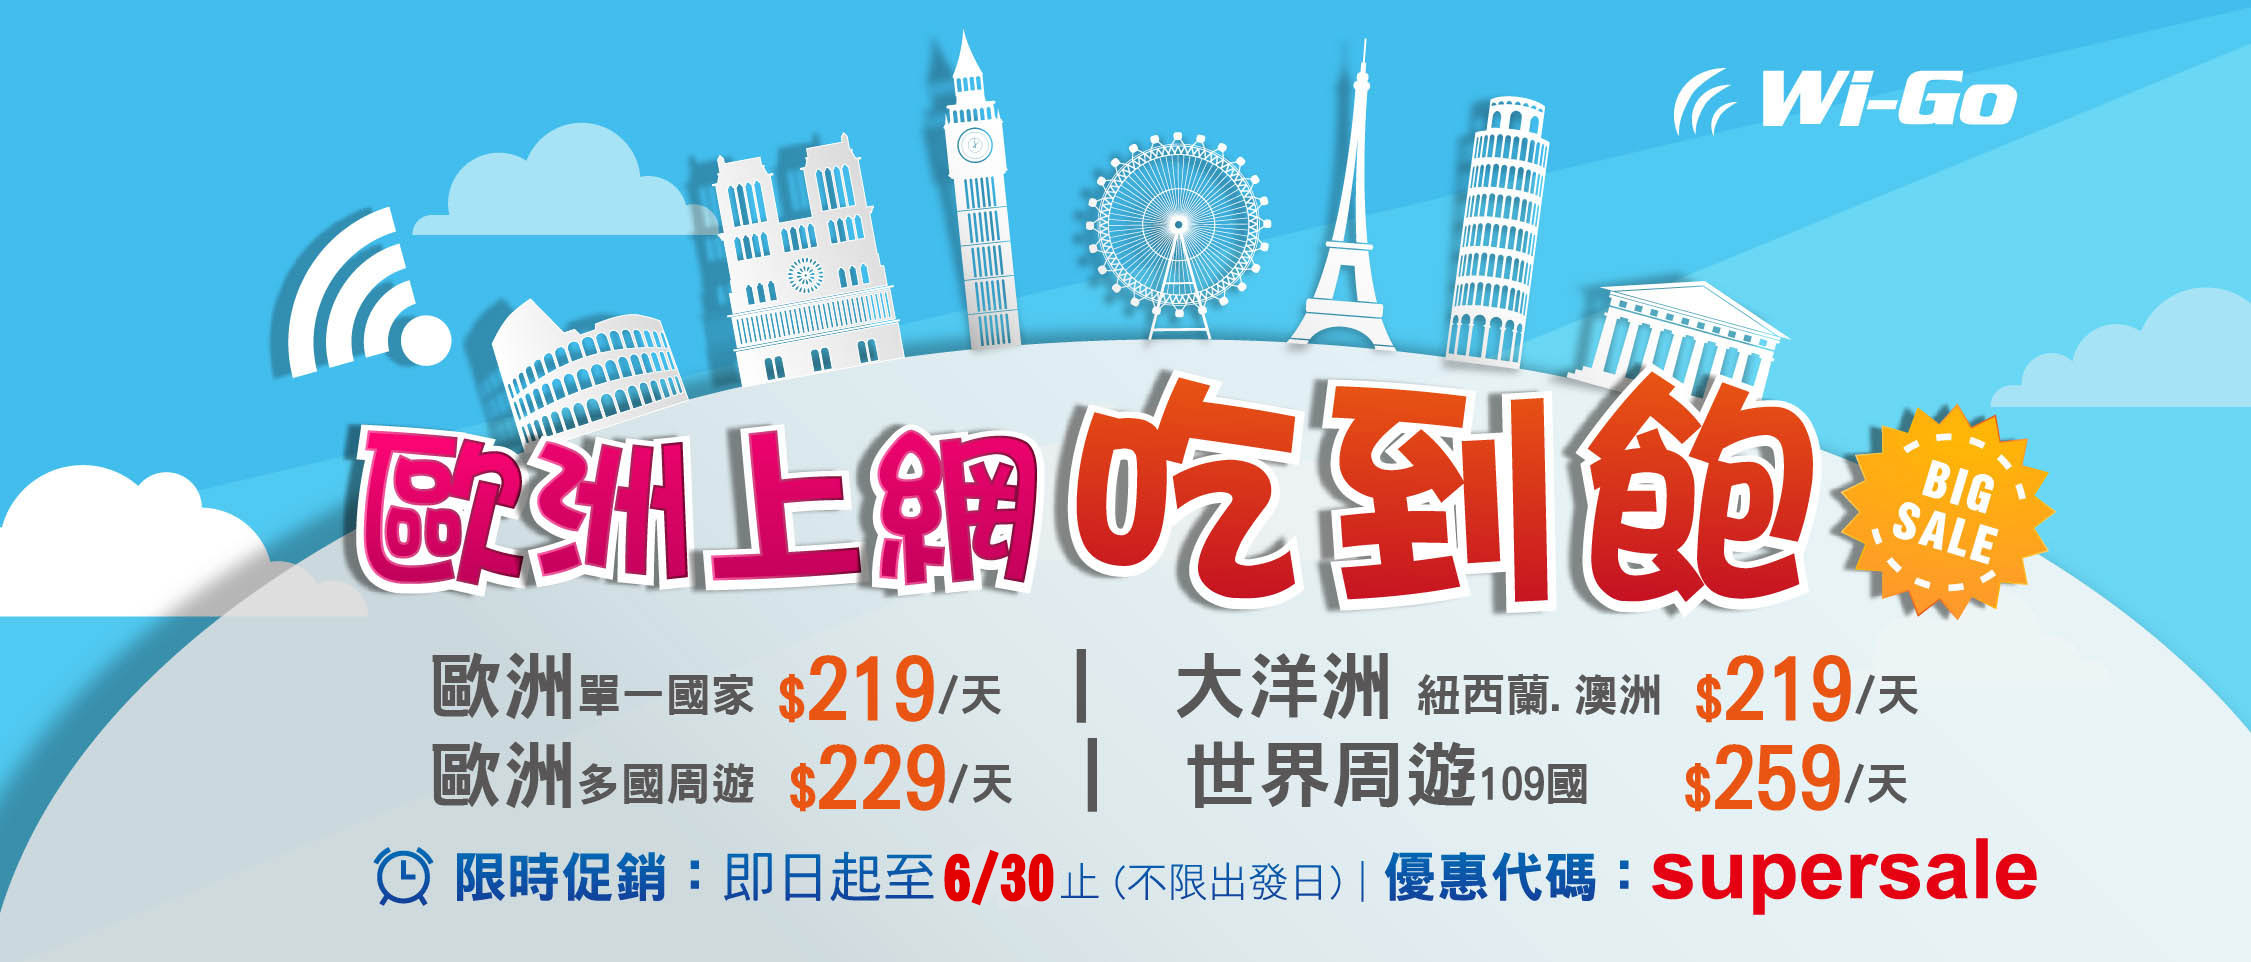 Wi-Go
歐洲上網 吃到飽
BIG
SALE
歐洲單一國家 $219/天 | 大洋洲 紐西蘭. 澳洲 $219/天
歐洲多國周遊 $229/天 | 世界周遊109國 $259/天
限時促銷：即日起至6/30止（不限出發日）| 優惠代碼：supersale